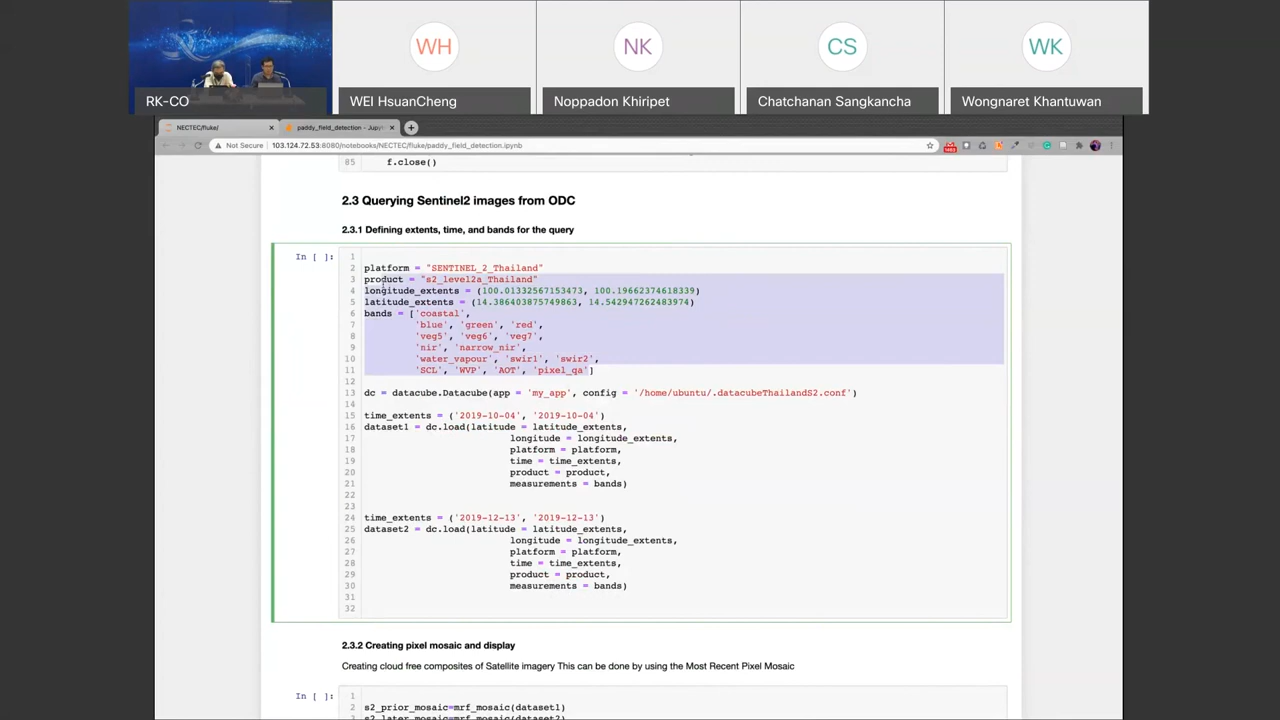 WH
NK
CS
WK
RK-CO
WEI HsuanCheng
Noppadon Khiripet
Chatchanan Sangkancha
Wongnaret Khantuwan
NECTEC/fluke/
paddy_field_detection - Jupyt
Not Secure 103.124.72.53:8080/notebooks/NECTEC/fluke/paddy_field_detection.ipynb
85 f.close()
2.3 Querying Sentinel2 images from ODC
2.3.1 Defining extents, time, and bands for the query
In [ ]: 1
2 platform = "SENTINEL_2_Thailand"
3 product = "s2_level2a_Thailand"
4 longitude_extents = (100.01332567153473, 100.19662374618339)
5 latitude_extents = (14.386403875749863, 14.542947262483974)
6 bands = ['coastal',
7 'blue', 'green', 'red',
8 'veg5', 'veg6', 'veg7',
9 'nir', 'narrow_nir',
10 'water_vapour', 'swir1', 'swir2',
11 'SCL', 'WVP', 'AOT', 'pixel_qa']
12
13 dc = datacube.Datacube(app = 'my_app', config = '/home/ubuntu/.datacubeThailandS2.conf')
14
15 time_extents = ('2019-10-04', '2019-10-04')
16 dataset1 = dc.load(latitude = latitude_extents,
17 longitude = longitude_extents,
18 platform = platform,
19 time = time_extents,
20 product = product,
21 measurements = bands)
22
23
24 time_extents = ('2019-12-13', '2019-12-13')
25 dataset2 = dc.load(latitude = latitude_extents,
26 longitude = longitude_extents,
27 platform = platform,
28 time = time_extents,
29 product = product,
30 measurements = bands)
31
32
2.3.2 Creating pixel mosaic and display
Creating cloud free composites of Satellite imagery This can be done by using the Most Recent Pixel Mosaic
In [ ]: 1
2 s2_prior_mosaic=mrf_mosaic(dataset1)
3 s2_later_mosaic=mrf_mosaic(dataset2)